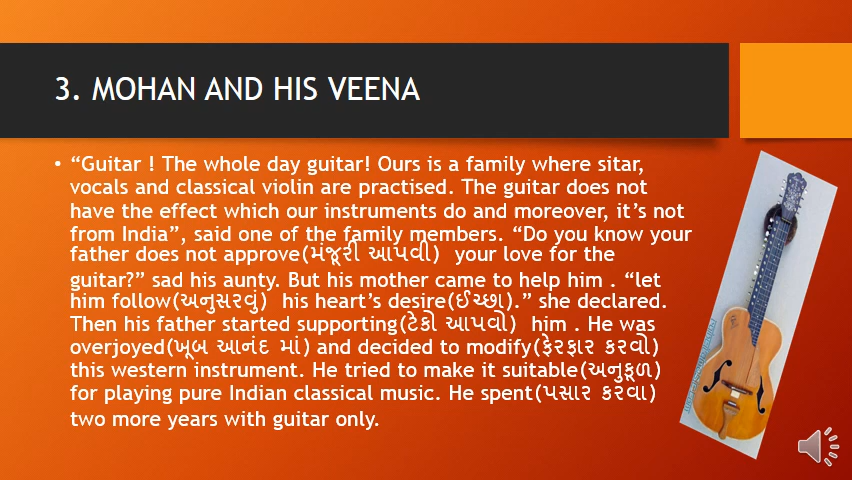 3. MOHAN AND HIS VEENA
• “Guitar ! The whole day guitar! Ours is a family where sitar,
vocals and classical violin are practised. The guitar does not
have the effect which our instruments do and moreover, it’s not
from India”, said one of the family members. “Do you know your
father does not approve(મંજૂરી આપવી) your love for the
guitar?” sad his aunty. But his mother came to help him . “let
him follow(અનુસરવું) his heart’s desire(ઈચ્છા).” she declared.
Then his father started supporting(ટેકો આપવો) him . He was
overjoyed(ખૂબ આનંદ માં) and decided to modify(ફેરફાર કરવો)
this western instrument. He tried to make it suitable(અનુકૂળ)
for playing pure Indian classical music. He spent(પસાર કરવા)
two more years with guitar only.